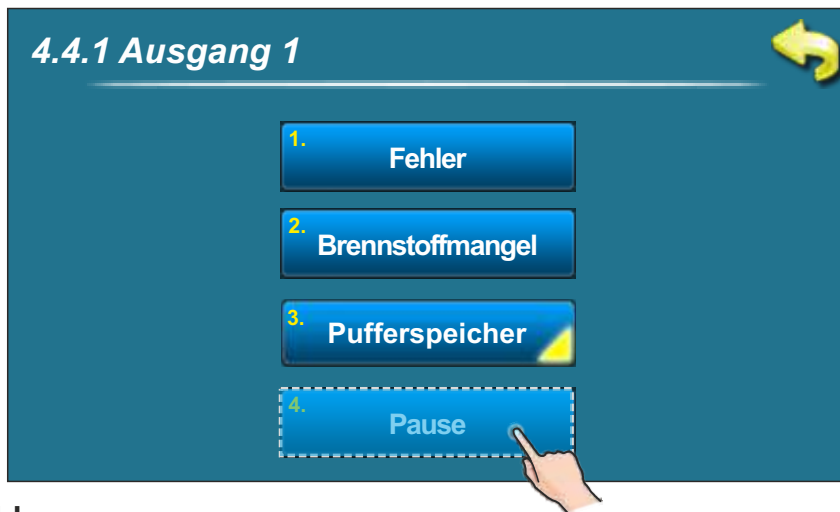 4.4.1 Ausgang 1
1.
Fehler
2.
Brennstoffmangel
3.
Pufferspeicher
4.
Pause